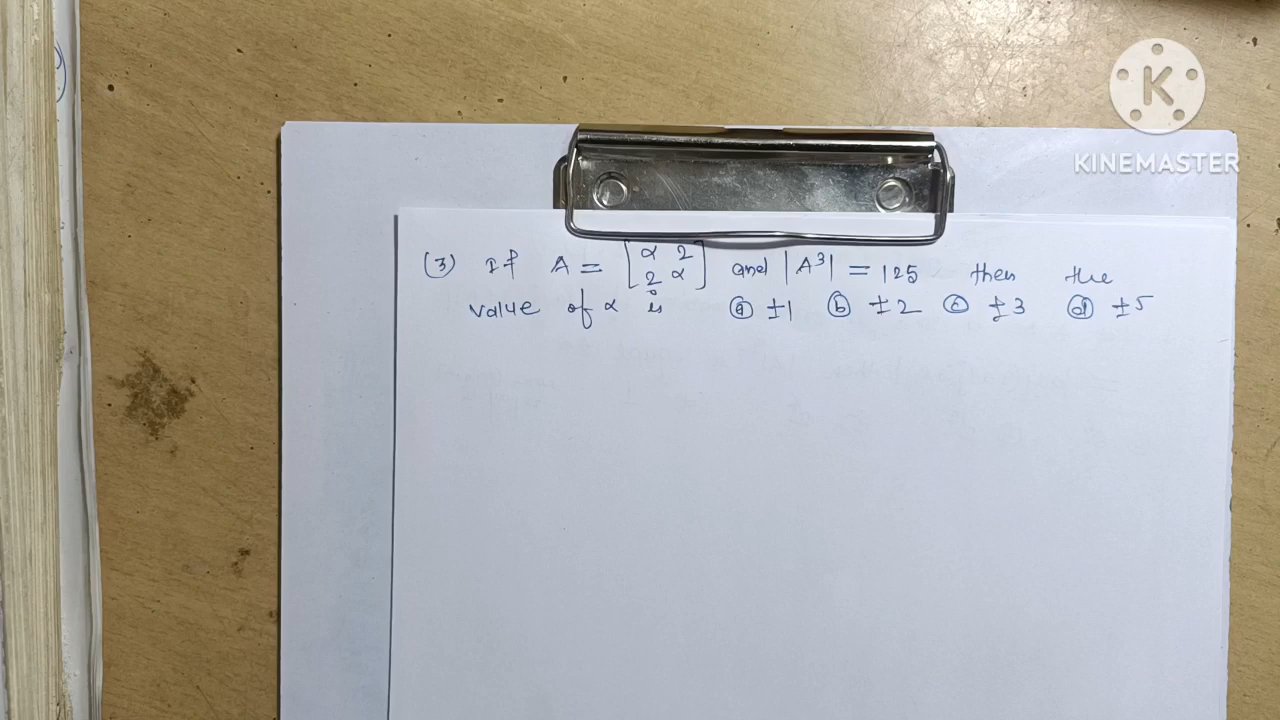 (3) If A = [α 2 2 α] and |A³| = 125 then the
value of α is ⓐ ±1 ⓑ ±2 ⓒ ±3 ⓓ ±5
K
KINEMASTER